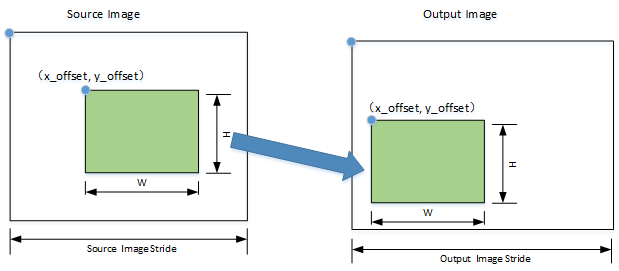 Source Image
Output Image
（x_offset, y_offset）
H
W
Source Image Stride
（x_offset, y_offset）
H
W
Output Image Stride